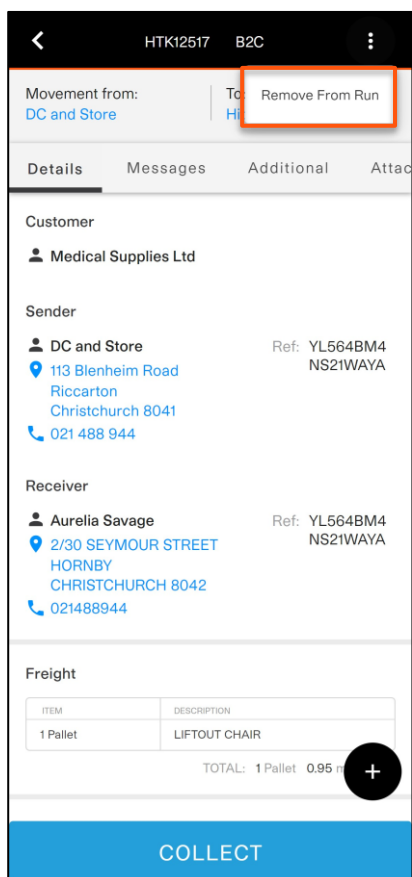 HTK12517 B2C
Movement from:
DC and Store
Remove From Run
Details Messages Additional
Customer
Medical Supplies Ltd
Sender
DC and Store
Ref: YL564BM4
NS21WAYA
113 Blenheim Road
Riccarton
Christchurch 8041
021 488 944
Receiver
Aurelia Savage
Ref: YL564BM4
NS21WAYA
2/30 SEYMOUR STREET
HORNBY
CHRISTCHURCH 8042
021488944
Freight
ITEM DESCRIPTION
1 Pallet LIFTOUT CHAIR
TOTAL: 1 Pallet 0.95
+
COLLECT